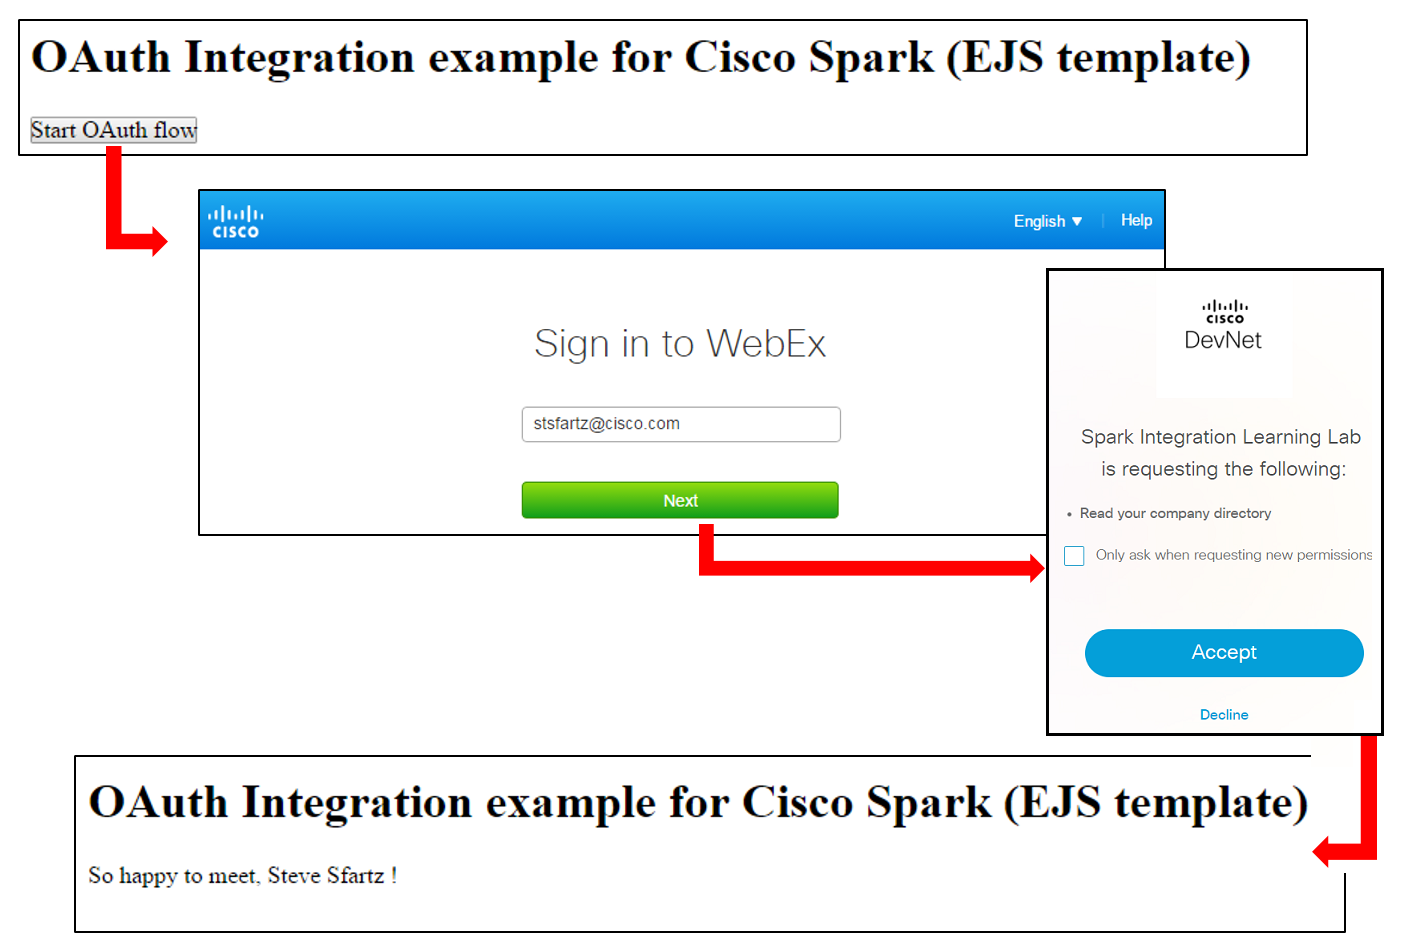 OAuth Integration example for Cisco Spark (EJS template)
Start OAuth flow
CISCO
English
Help
Sign in to WebEx
stsfartz@cisco.com
Next
CISCO
DevNet
Spark Integration Learning Lab
is requesting the following:
• Read your company directory
Only ask when requesting new permissions
Accept
Decline
OAuth Integration example for Cisco Spark (EJS template)
So happy to meet, Steve Sfartz !